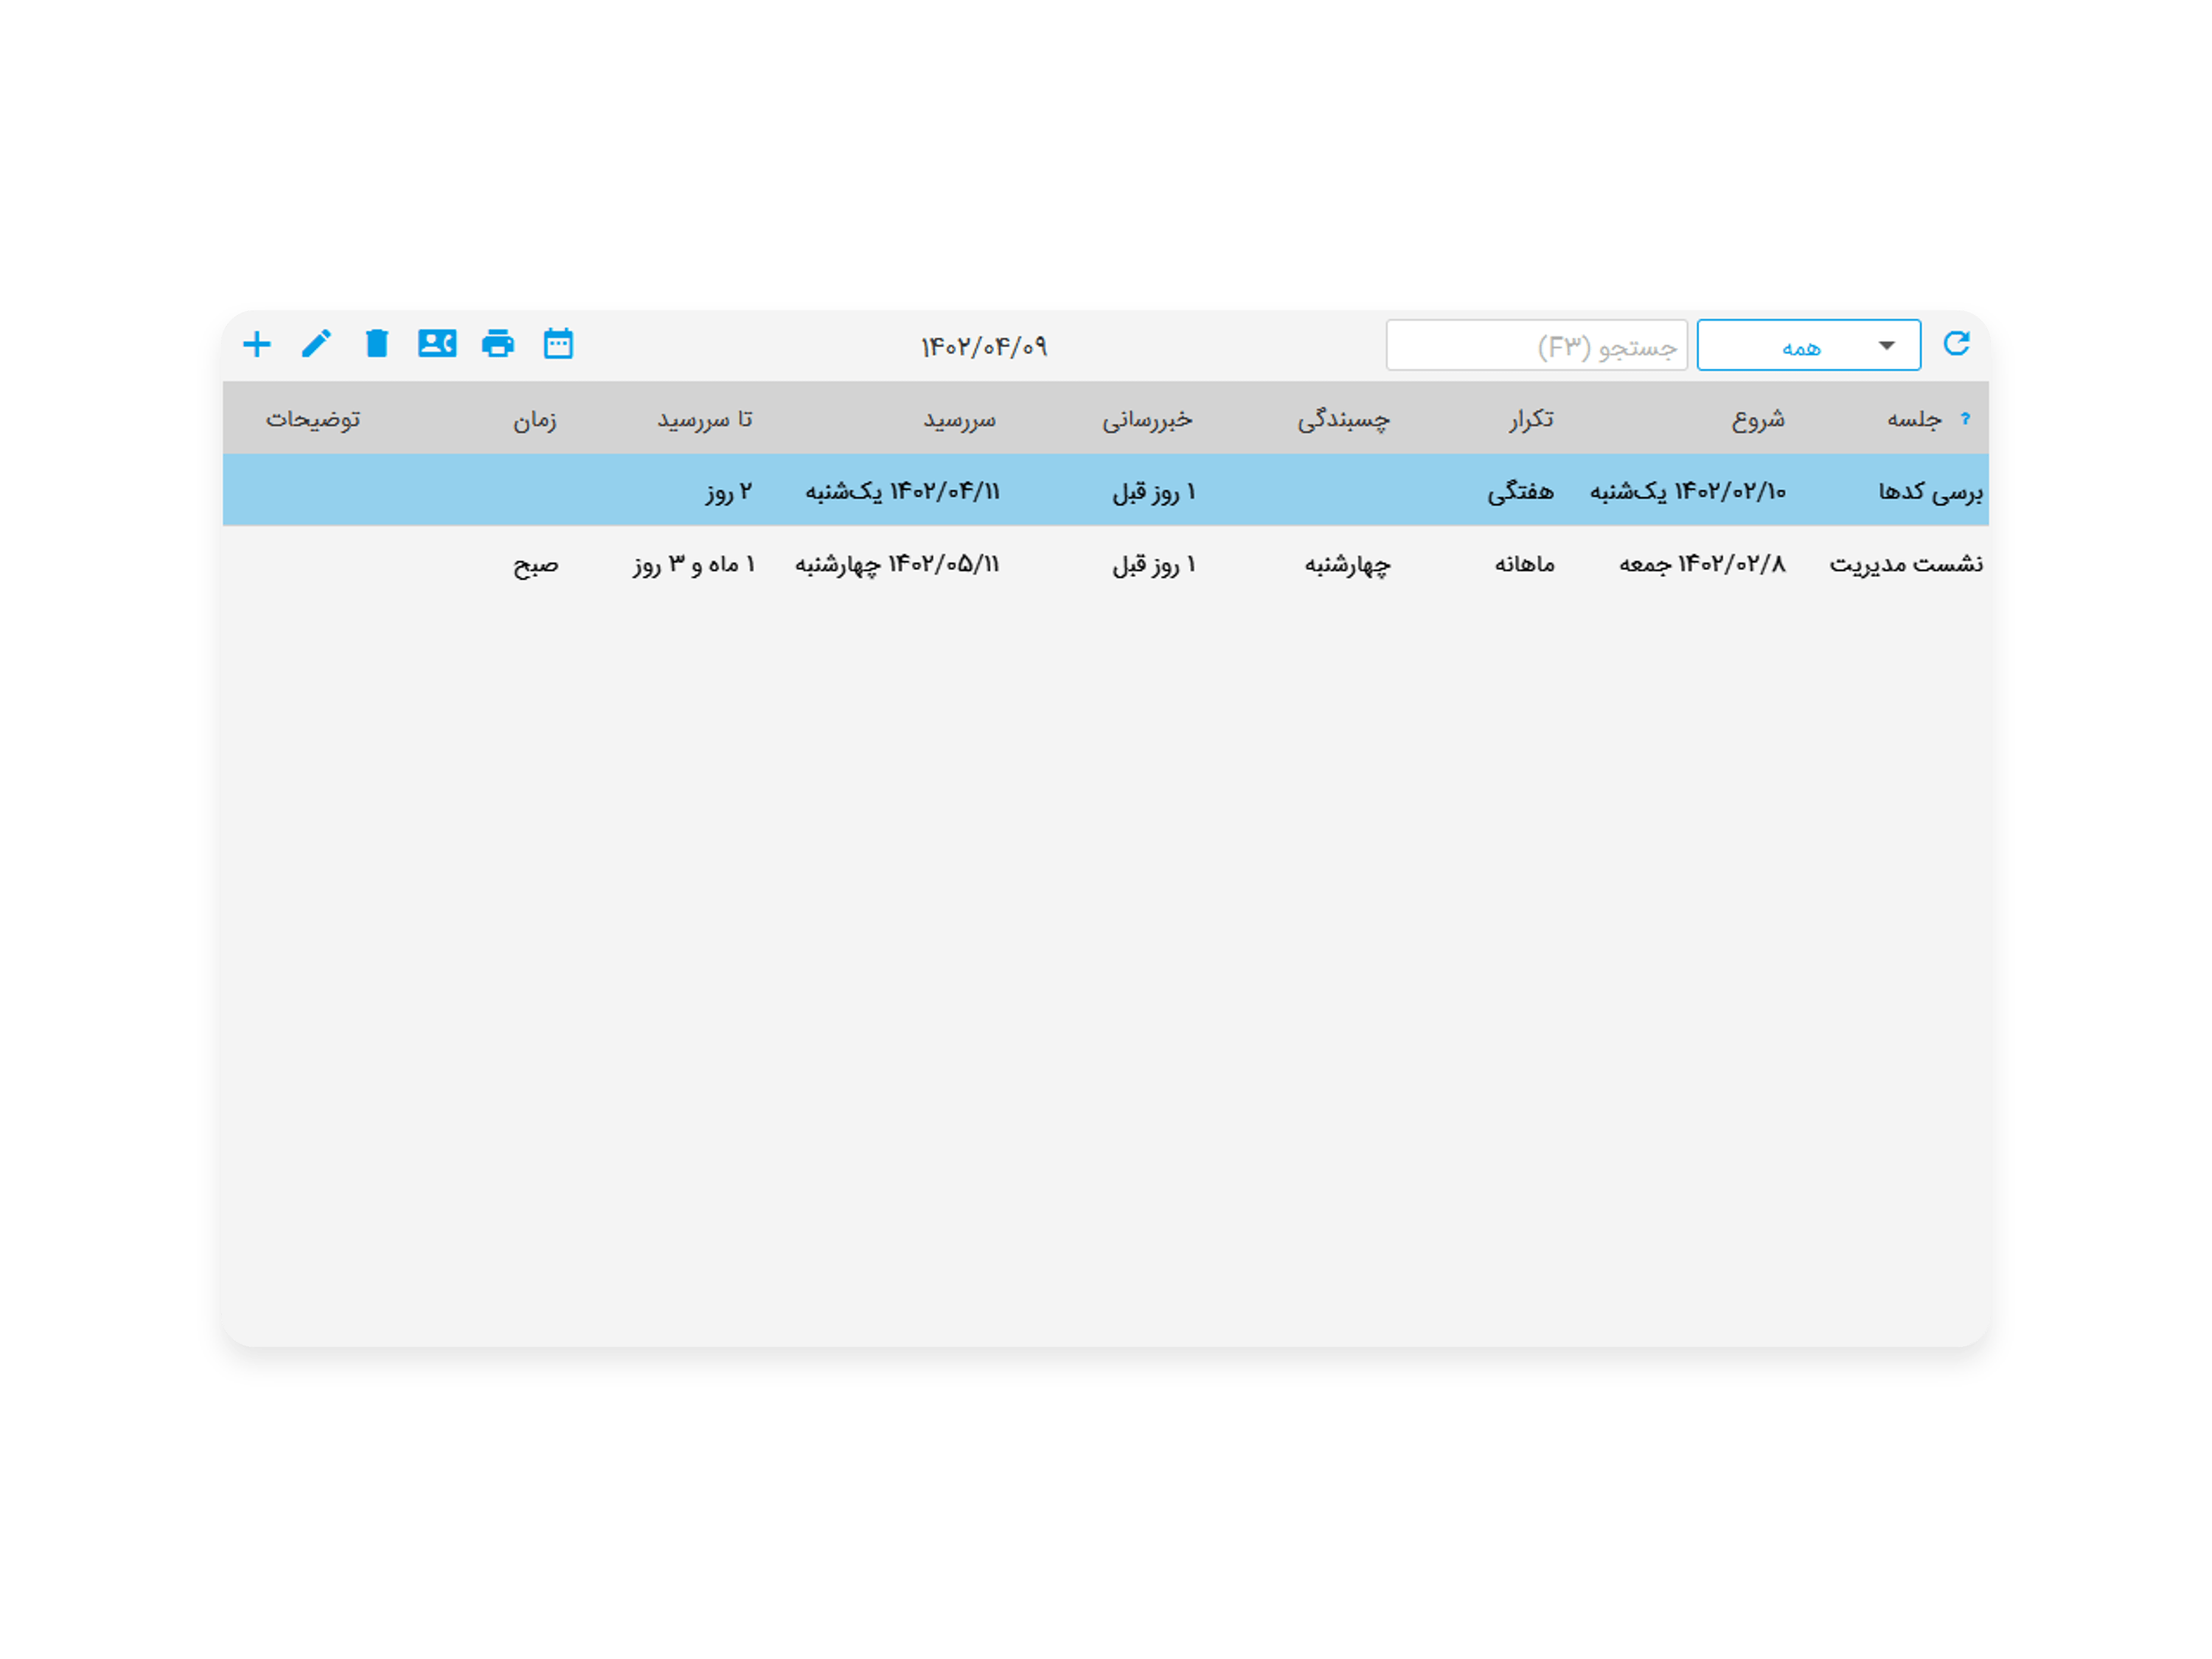 همه جستجو (F۳) ۱۴۰۲/۰۴/۰۹
? جلسه شروع تکرار چسبندگی خبررسانی سررسید تا سررسید زمان توضیحات
برسی کدها ۱۴۰۲/۰۲/۱۰ یک‌شنبه هفتگی ۱ روز قبل ۱۴۰۲/۰۴/۱۱ یک‌شنبه ۲ روز
نشست مدیریت ۱۴۰۲/۰۲/۸ جمعه ماهانه چهارشنبه ۱ روز قبل ۱۴۰۲/۰۵/۱۱ چهارشنبه ۱ ماه و ۳ روز صبح